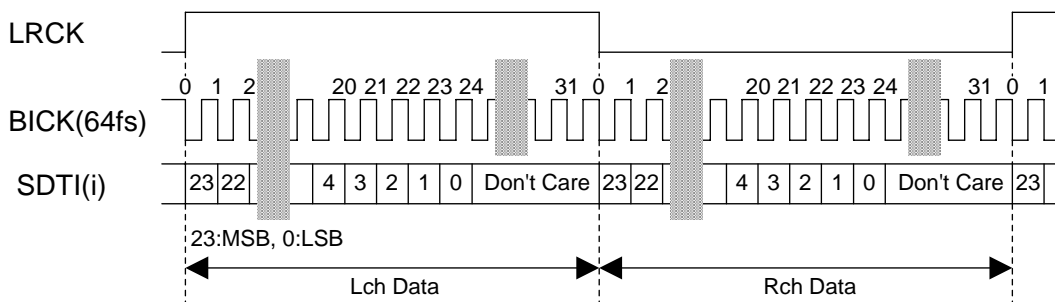 LRCK
0 1 2 20 21 22 23 24 31 0 1 2 20 21 22 23 24 31 0 1
BICK(64fs)
SDTI(i) 23 22 4 3 2 1 0 Don't Care 23 22 4 3 2 1 0 Don't Care 23
23:MSB, 0:LSB
Lch Data Rch Data